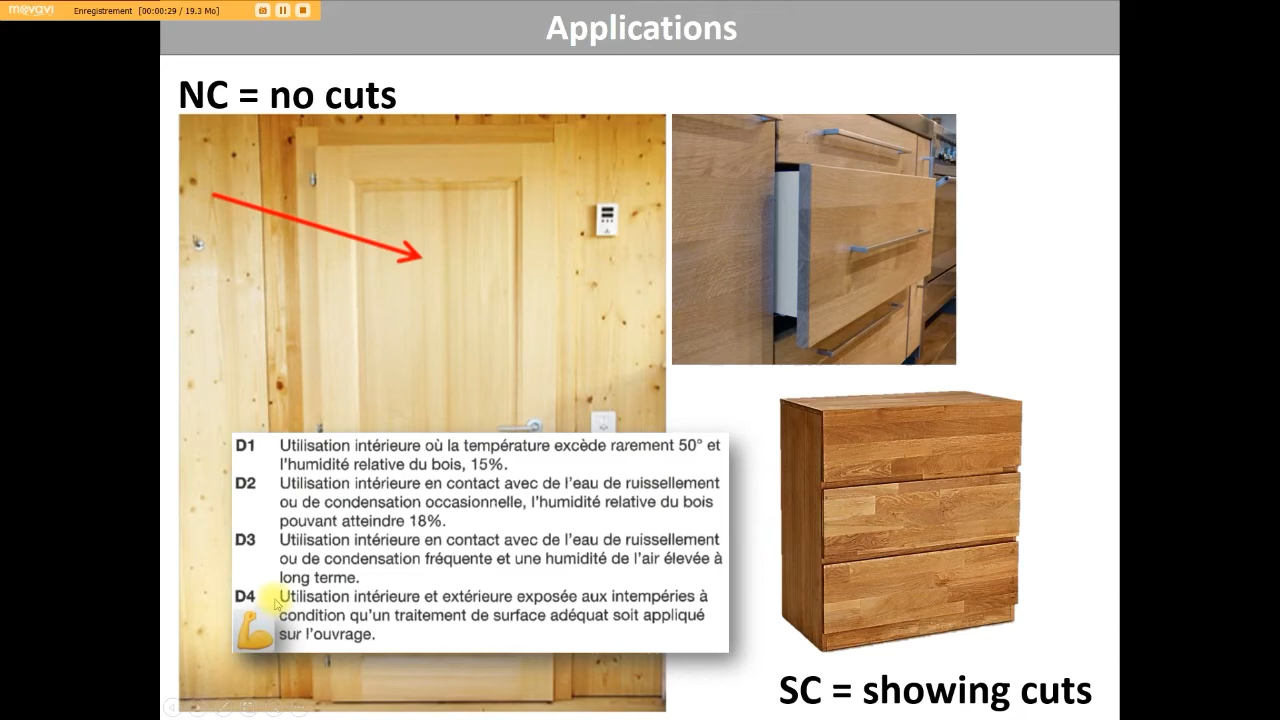 movavi
Enregistrement [00:00:29 / 19.3 Mo]
Applications
NC = no cuts
D1 Utilisation intérieure où la température excède rarement 50° et
l'humidité relative du bois, 15%.
D2 Utilisation intérieure en contact avec de l'eau de ruissellement
ou de condensation occasionnelle, l'humidité relative du bois
pouvant atteindre 18%.
D3 Utilisation intérieure en contact avec de l'eau de ruissellement
ou de condensation fréquente et une humidité de l'air élevée à
long terme.
D4 Utilisation intérieure et extérieure exposée aux intempéries à
condition qu'un traitement de surface adéquat soit appliqué
sur l'ouvrage.
SC = showing cuts